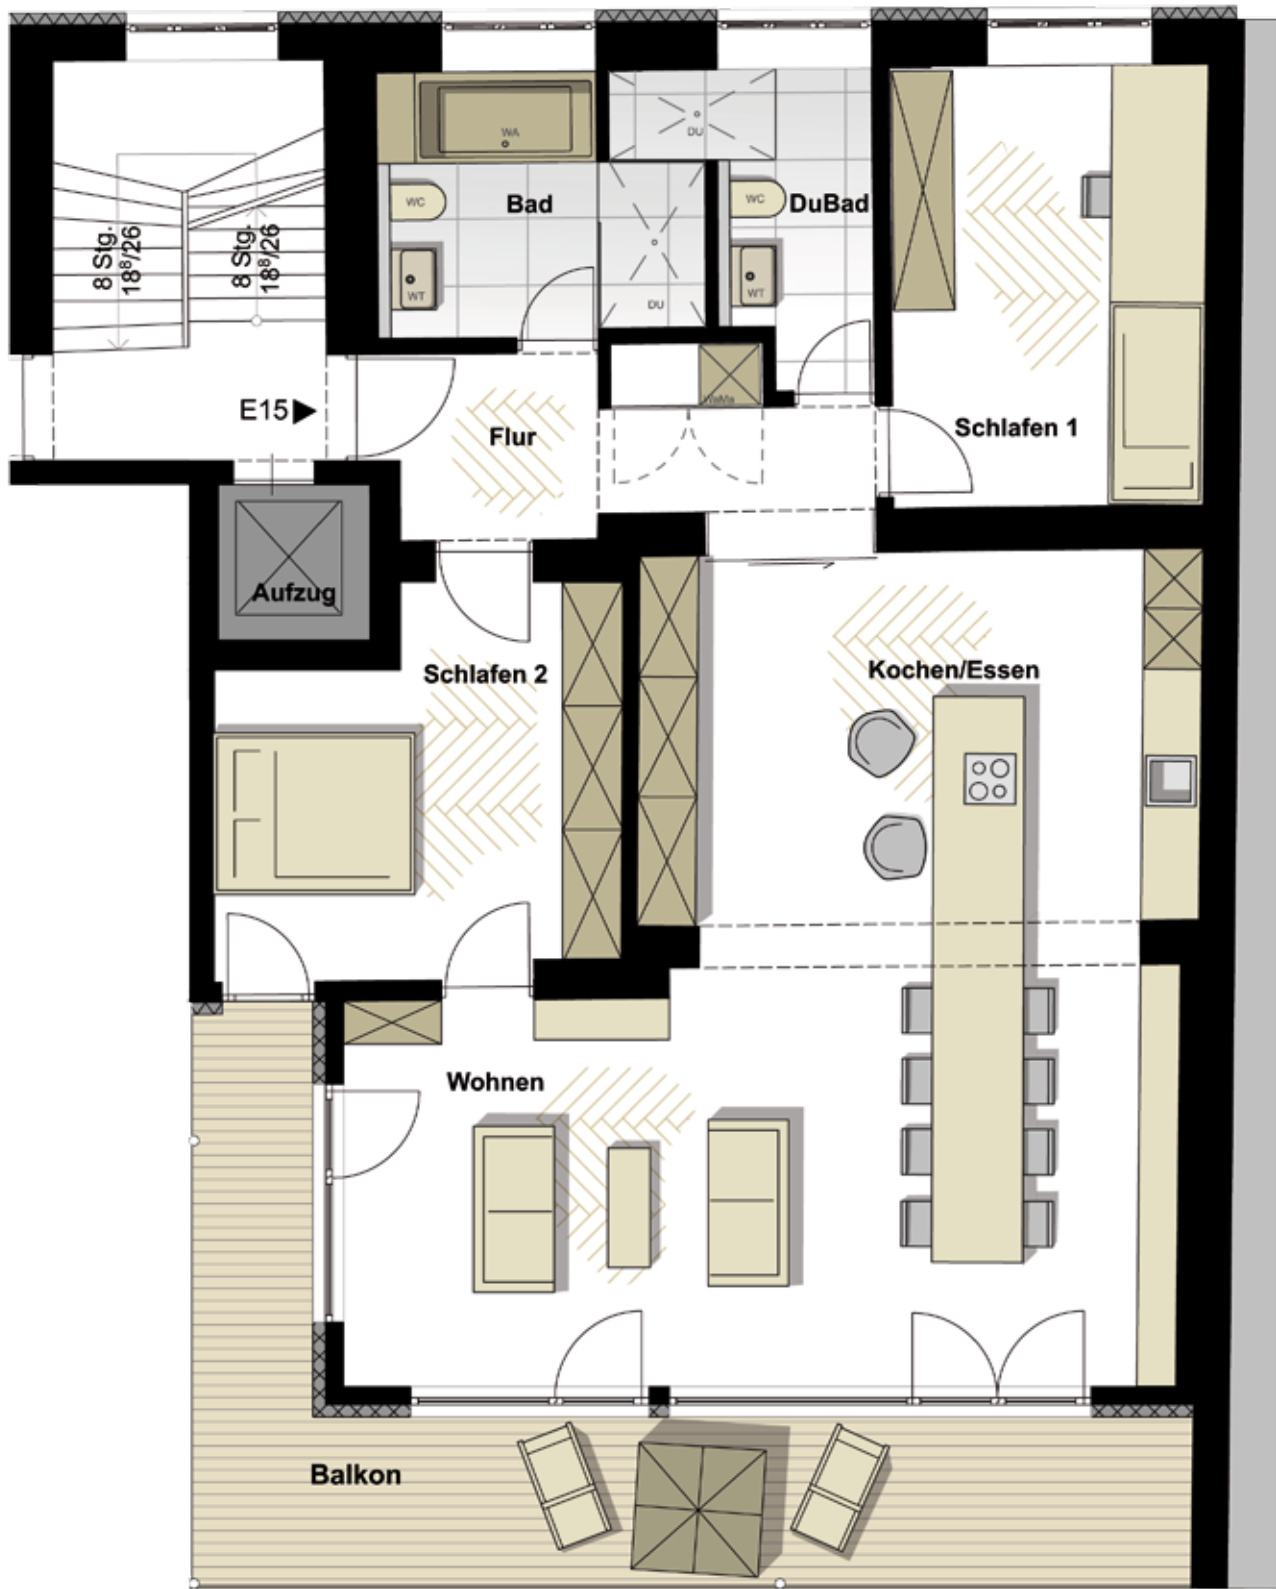 WA
DU
WC
Bad
WC
DuBad
WT
WT
DU
8 Stg.
18⁸/26
8 Stg.
18⁸/26
E15
Flur
WaMa
Schlafen 1
Aufzug
Schlafen 2
Kochen/Essen
Wohnen
Balkon